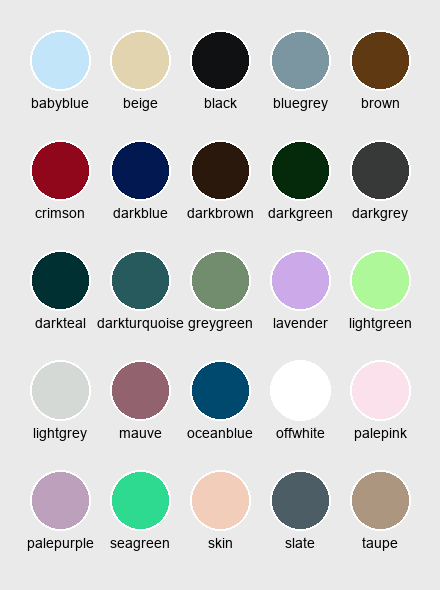 babyblue beige black bluegrey brown
crimson darkblue darkbrown darkgreen darkgrey
darkteal darkturquoise greygreen lavender lightgreen
lightgrey mauve oceanblue offwhite palepink
palepurple seagreen skin slate taupe